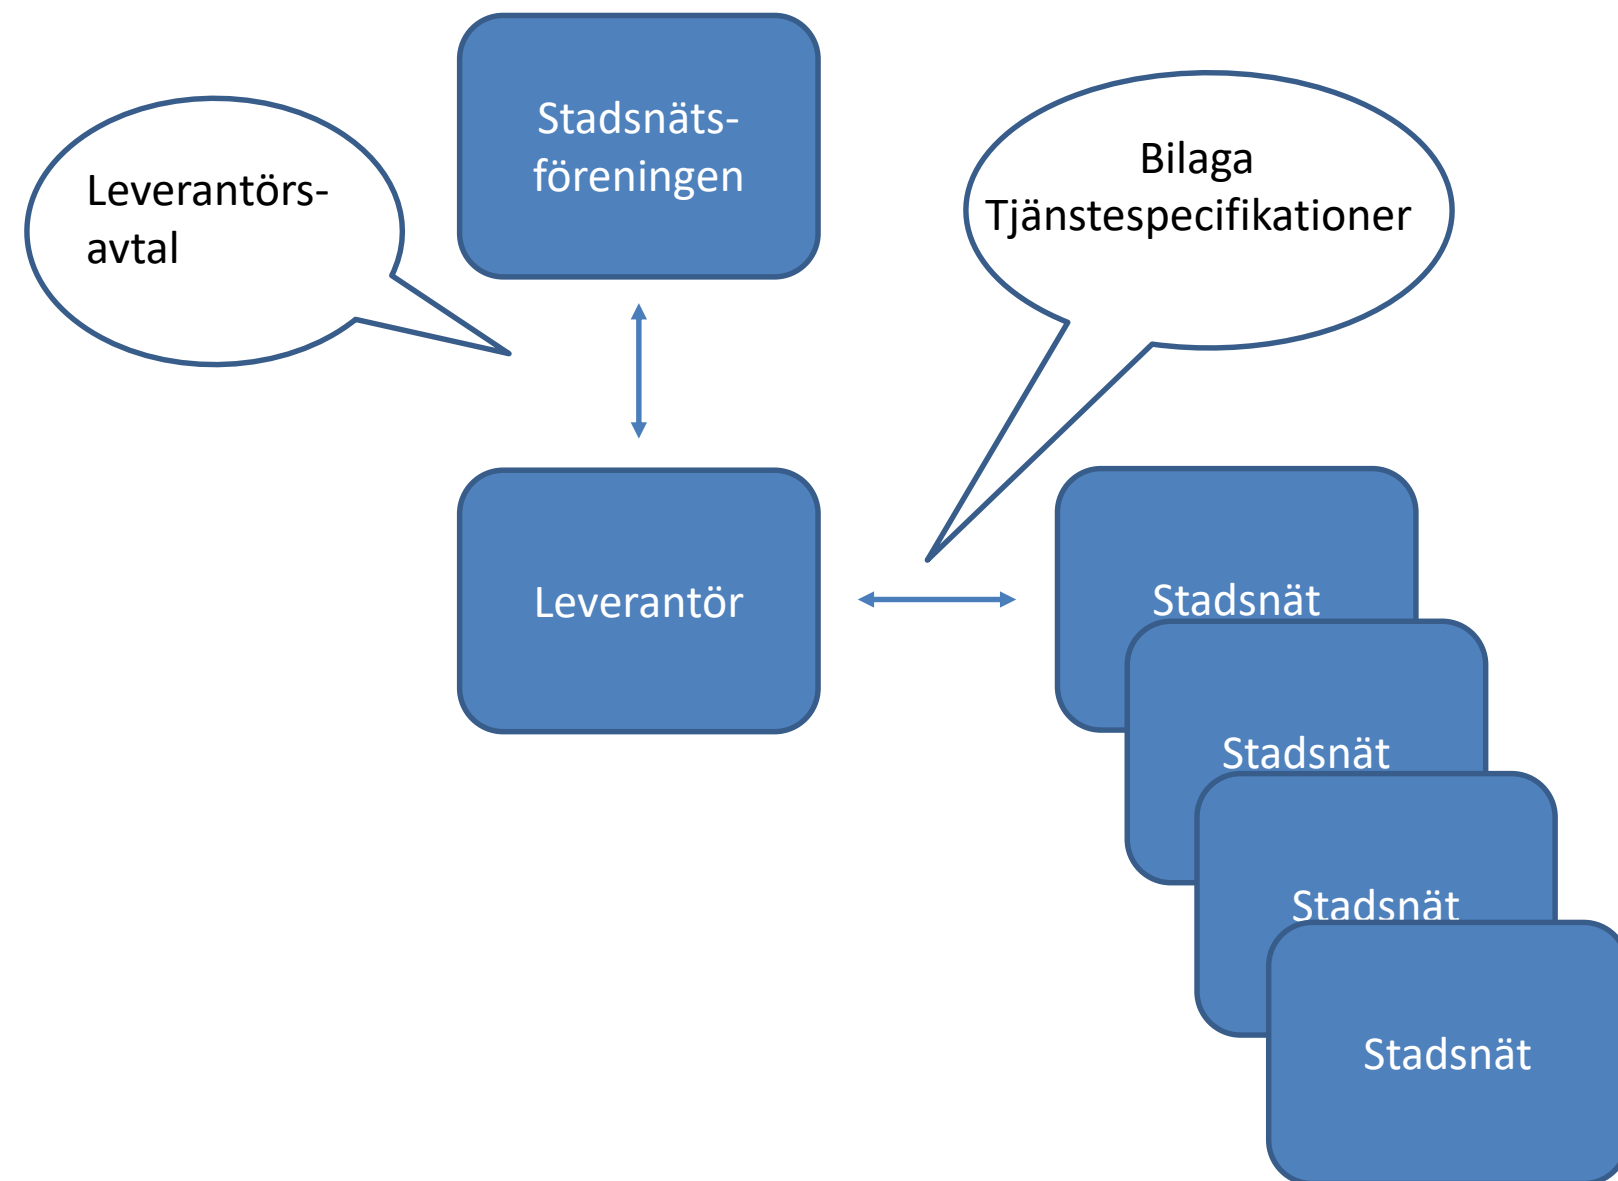 Stadsnäts-
föreningen
Leverantörs-
avtal
Bilaga
Tjänstespecifikationer
Leverantör
Stadsnät
Stadsnät
Stadsnät
Stadsnät